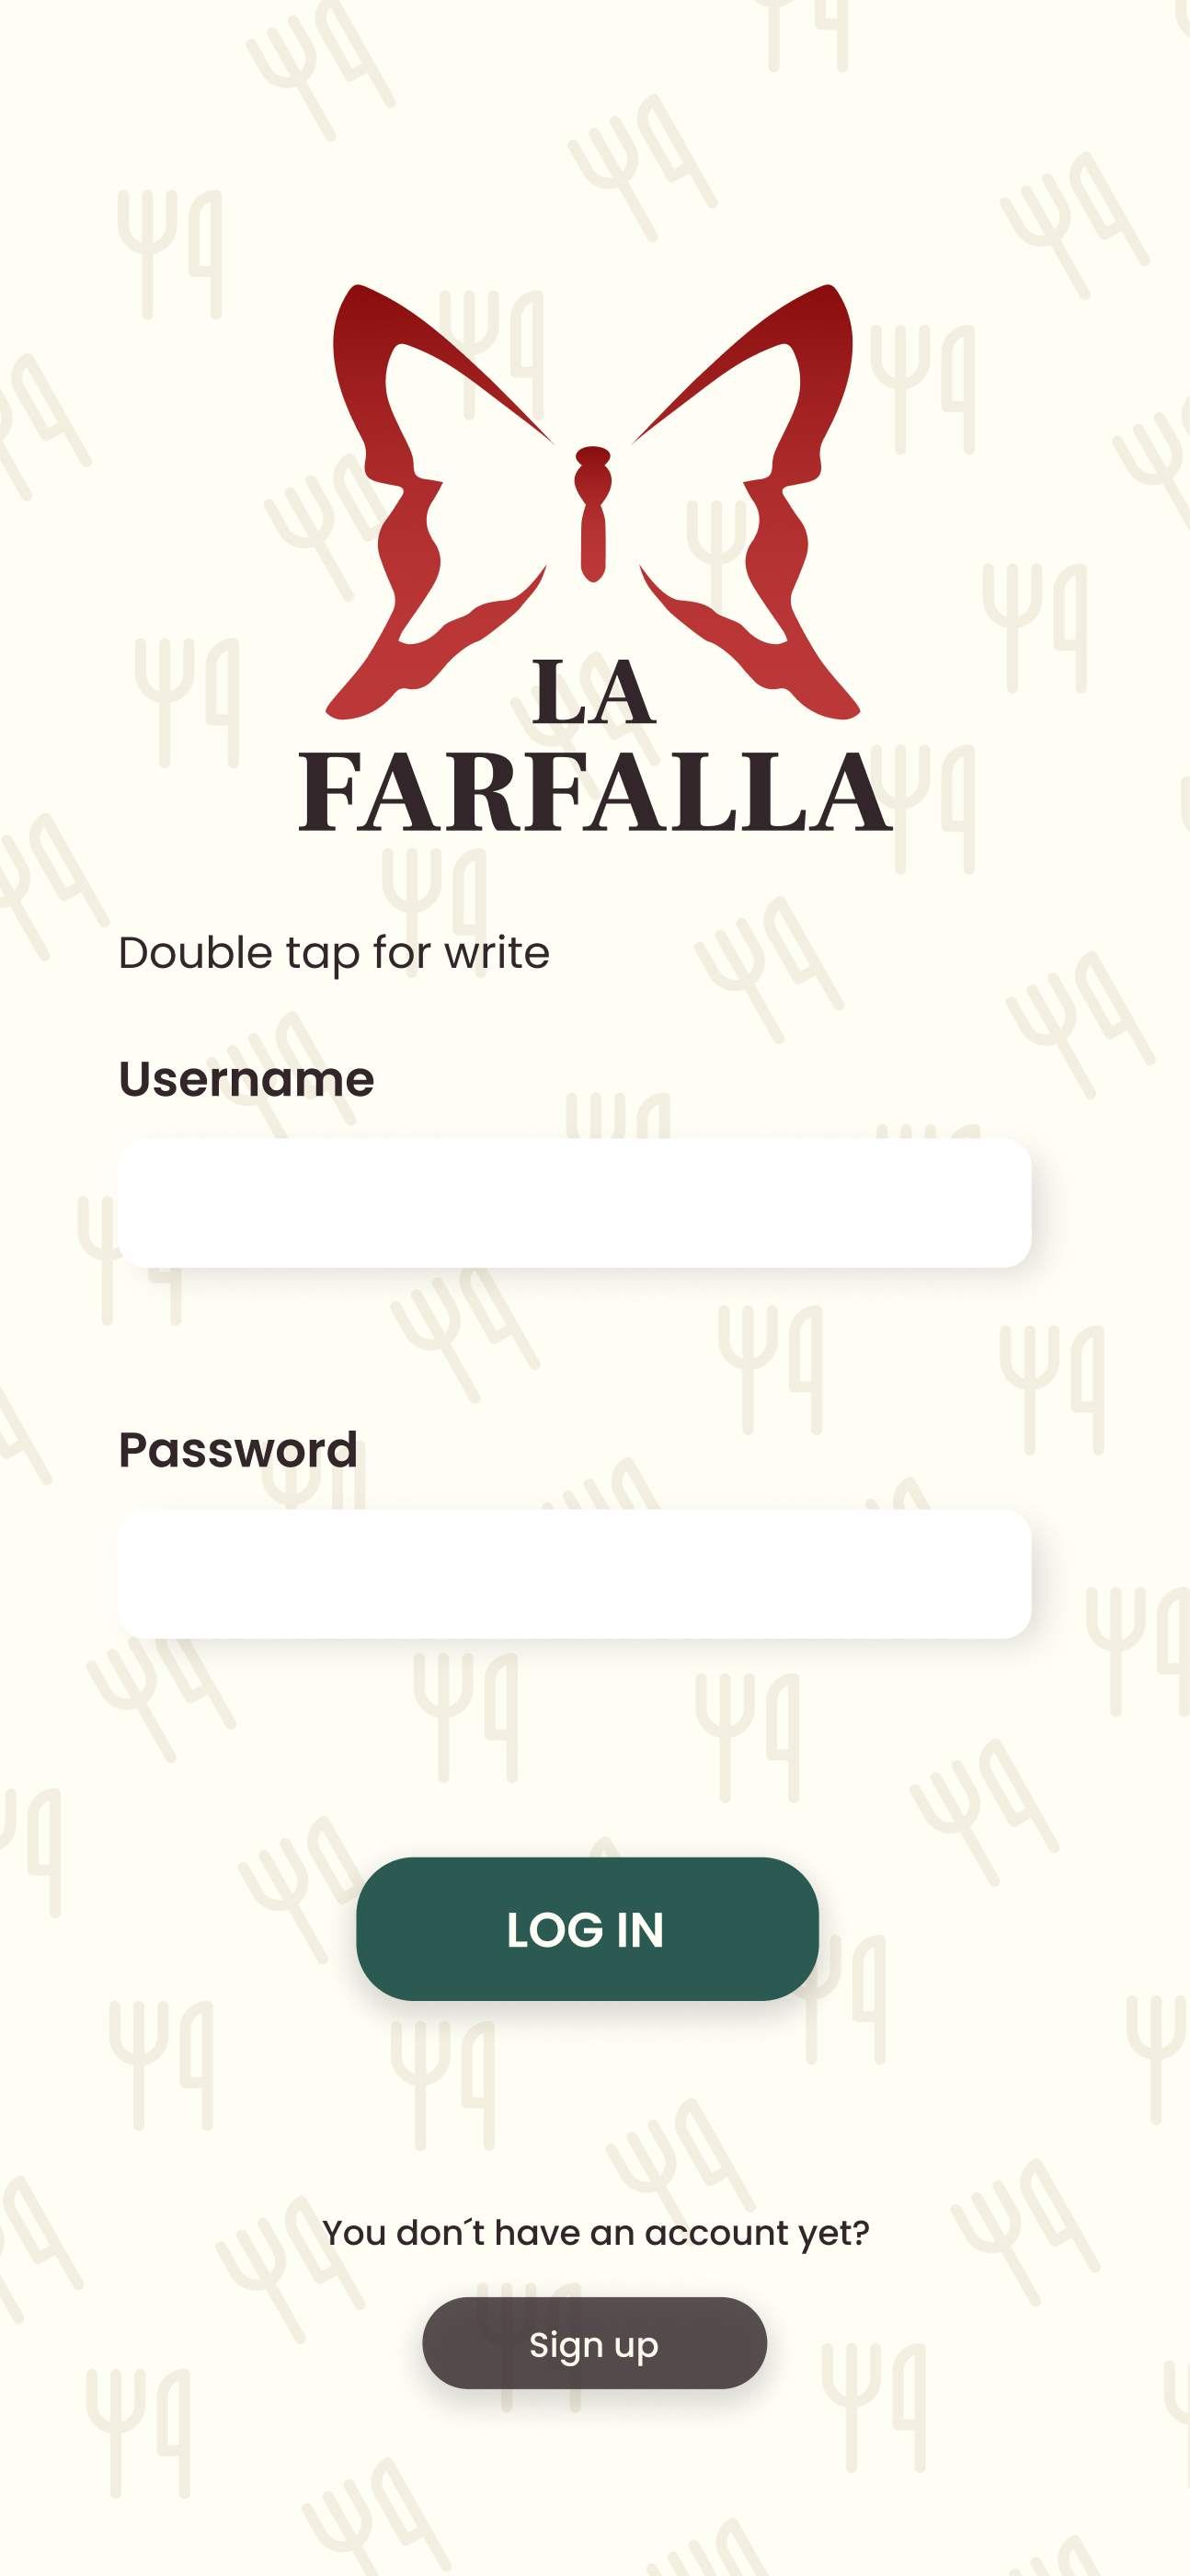 LA
FARFALLA
Double tap for write
Username
Password
LOG IN
You don´t have an account yet?
Sign up